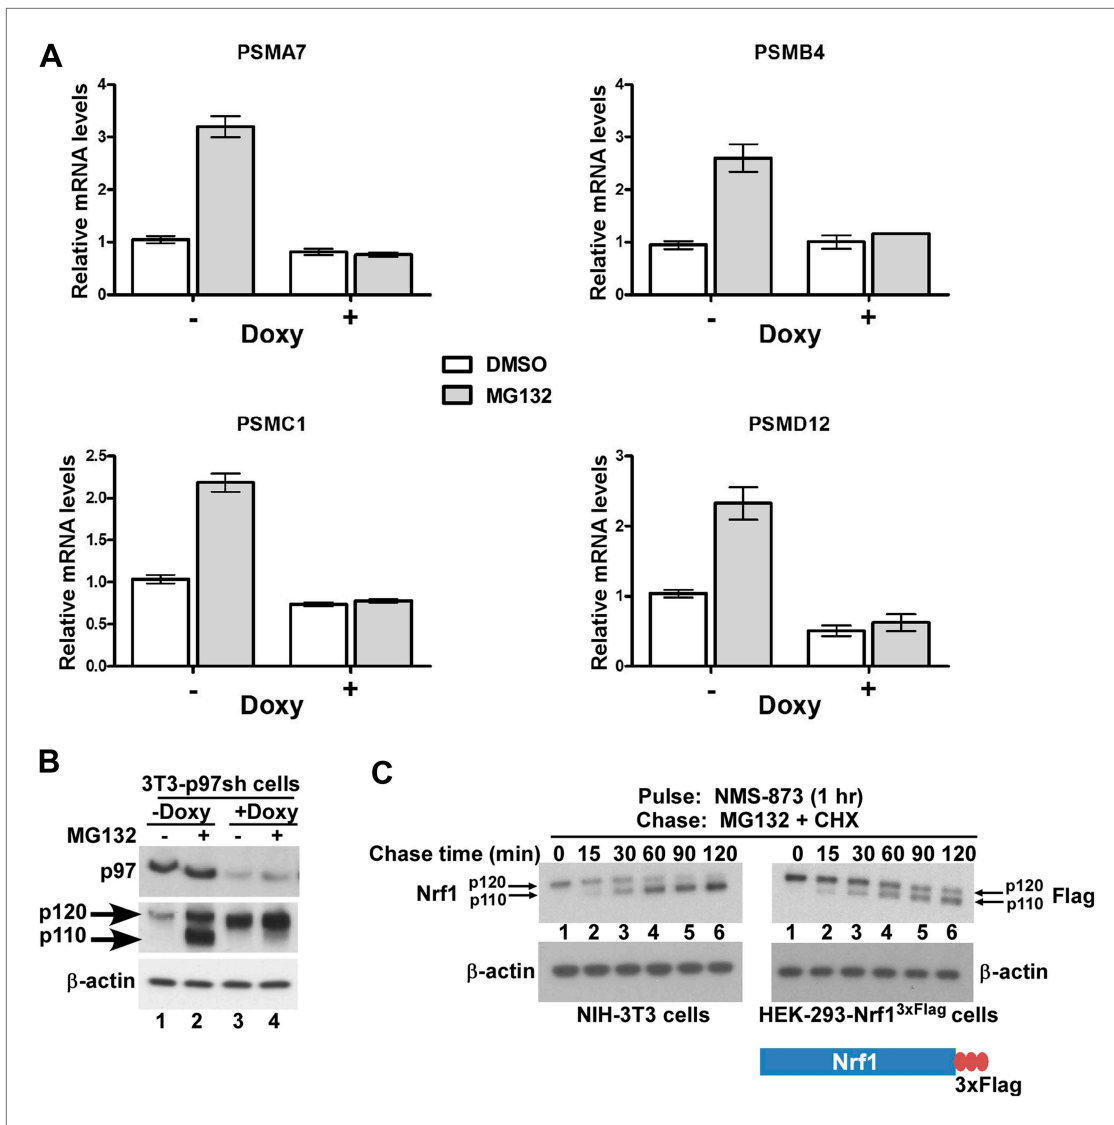 A
PSMA7
Relative mRNA levels
4
3
2
1
0
-
+
Doxy
PSMB4
Relative mRNA levels
4
3
2
1
0
-
+
Doxy
DMSO
MG132
PSMC1
Relative mRNA levels
2.5
2.0
1.5
1.0
0.5
0.0
-
+
Doxy
PSMD12
Relative mRNA levels
3
2
1
0
-
+
Doxy
B
3T3-p97sh cells
-Doxy +Doxy
MG132 - + - +
p97
p120
p110
β-actin
1 2 3 4
C
Pulse: NMS-873 (1 hr)
Chase: MG132 + CHX
Chase time (min) 0 15 30 60 90 120 0 15 30 60 90 120
Nrf1 p120
p110
p120
p110 Flag
1 2 3 4 5 6 1 2 3 4 5 6
β-actin β-actin
NIH-3T3 cells HEK-293-Nrf13xFlag cells
Nrf1
3xFlag